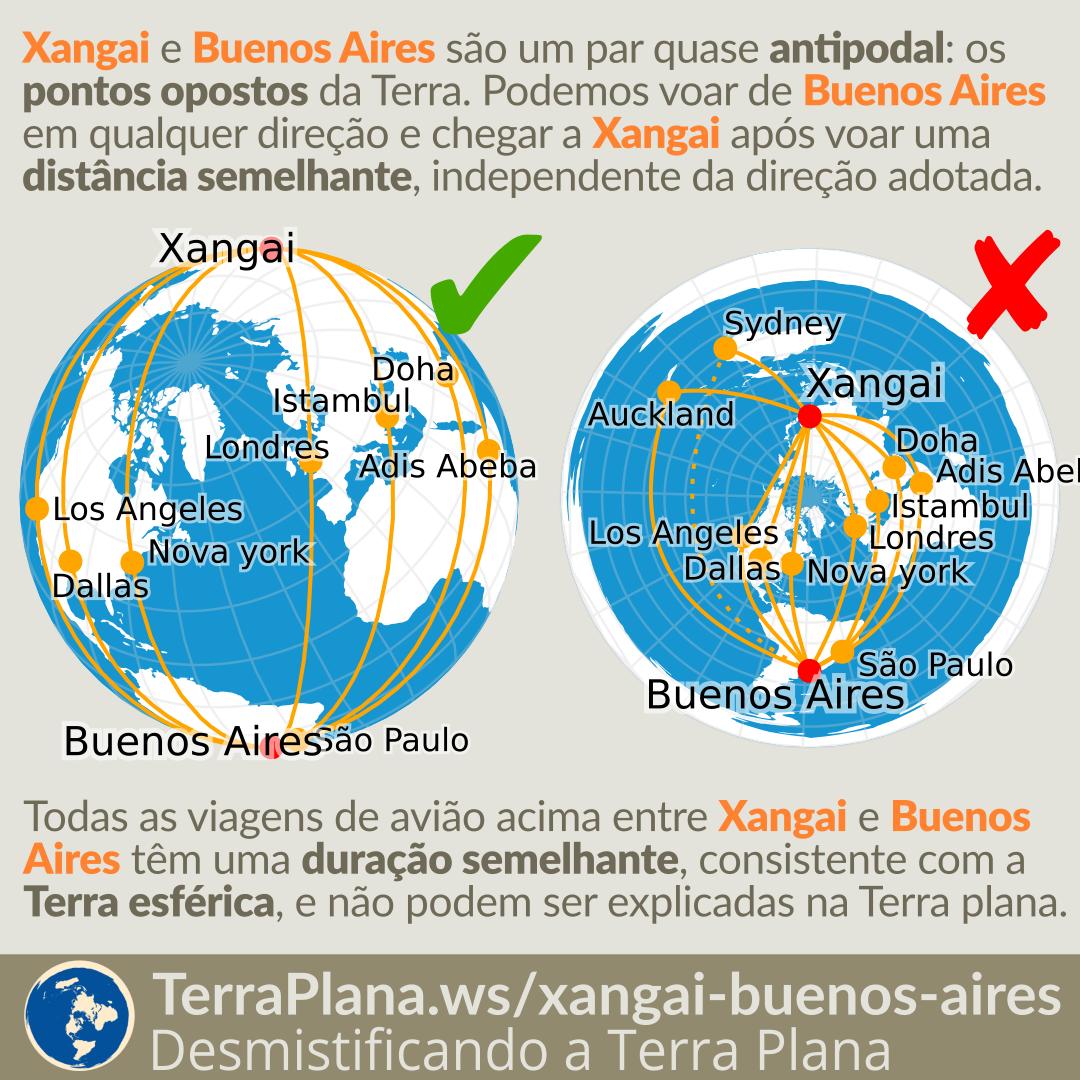 Xangai e Buenos Aires são um par quase antipodal: os
pontos opostos da Terra. Podemos voar de Buenos Aires
em qualquer direção e chegar a Xangai após voar uma
distância semelhante, independente da direção adotada.
Xangai
Doha
Istambul
Londres
Adis Abeba
Los Angeles
Nova york
Dallas
Buenos Aires
São Paulo
Sydney
Xangai
Auckland
Doha
Adis Abe
Istambul
Los Angeles
Londres
Dallas
Nova york
São Paulo
Buenos Aires
Todas as viagens de avião acima entre Xangai e Buenos
Aires têm uma duração semelhante, consistente com a
Terra esférica, e não podem ser explicadas na Terra plana.
TerraPlana.ws/xangai-buenos-aires
Desmistificando a Terra Plana